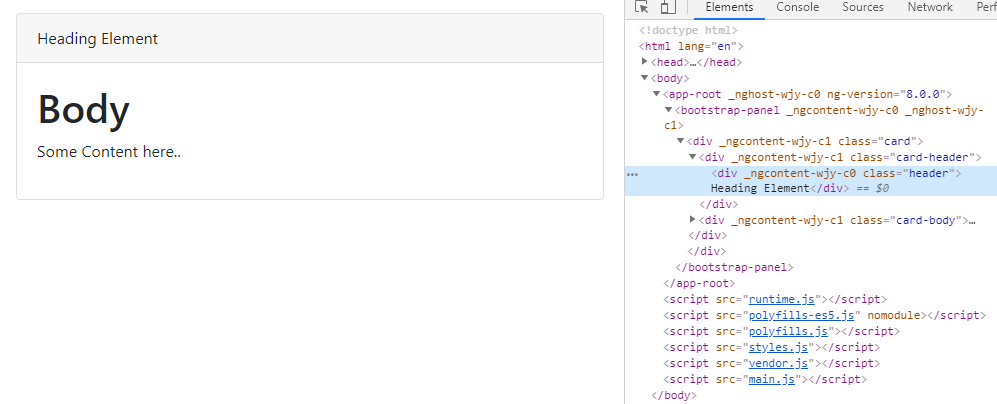 Heading Element
Body
Some Content here..
Elements Console Sources Network
<!doctype html>
<html lang="en">
<head>…</head>
<body>
<app-root _nghost-wjy-c0 ng-version="8.0.0">
<bootstrap-panel _ngcontent-wjy-c0 _nghost-wjy-
c1>
<div _ngcontent-wjy-c1 class="card">
<div _ngcontent-wjy-c1 class="card-header">
<div _ngcontent-wjy-c0 class="header">
Heading Element</div> == $0
</div>
<div _ngcontent-wjy-c1 class="card-body">…
</div>
</div>
</bootstrap-panel>
</app-root>
<script src="runtime.js"></script>
<script src="polyfills-es5.js" nomodule></script>
<script src="polyfills.js"></script>
<script src="styles.js"></script>
<script src="vendor.js"></script>
<script src="main.js"></script>
</body>